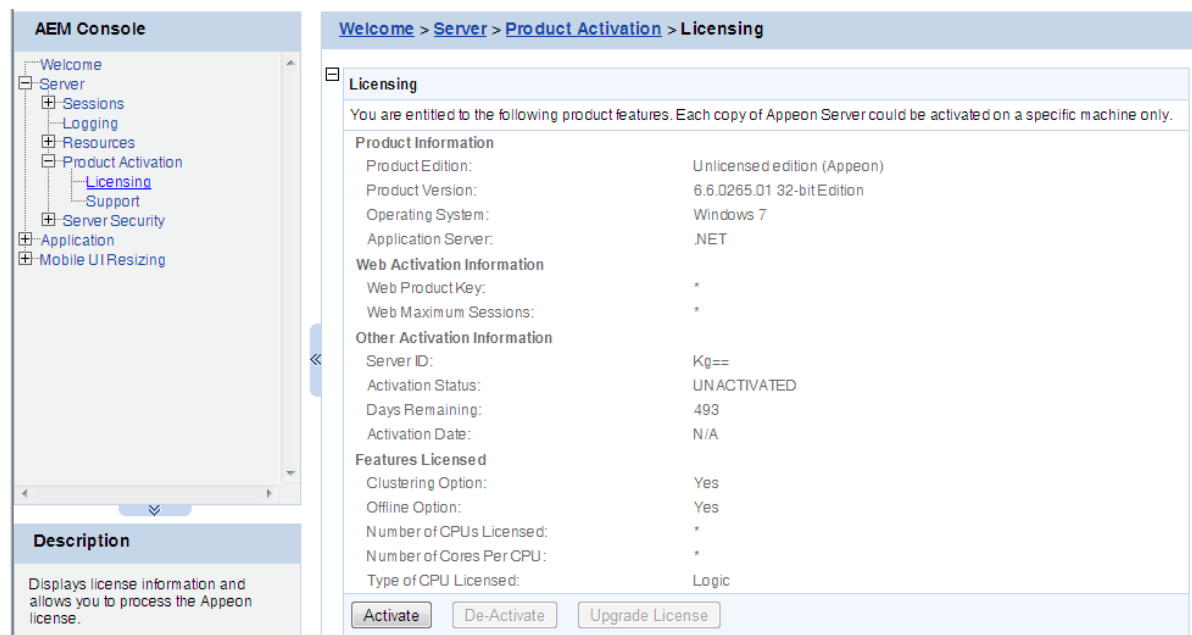 AEM Console
Welcome
Server
Sessions
Logging
Resources
Product Activation
Licensing
Support
Server Security
Application
Mobile UI Resizing
Description
Displays license information and
allows you to process the Appeon
license.
Welcome > Server > Product Activation > Licensing
Licensing
You are entitled to the following product features. Each copy of Appeon Server could be activated on a specific machine only.
Product Information
Product Edition: Unlicensed edition (Appeon)
Product Version: 6.6.0265.01 32-bit Edition
Operating System: Windows 7
Application Server: .NET
Web Activation Information
Web Product Key: *
Web Maximum Sessions: *
Other Activation Information
Server ID: Kg==
Activation Status: UNACTIVATED
Days Remaining: 493
Activation Date: N/A
Features Licensed
Clustering Option: Yes
Offline Option: Yes
Number of CPUs Licensed: *
Number of Cores Per CPU: *
Type of CPU Licensed: Logic
Activate De-Activate Upgrade License